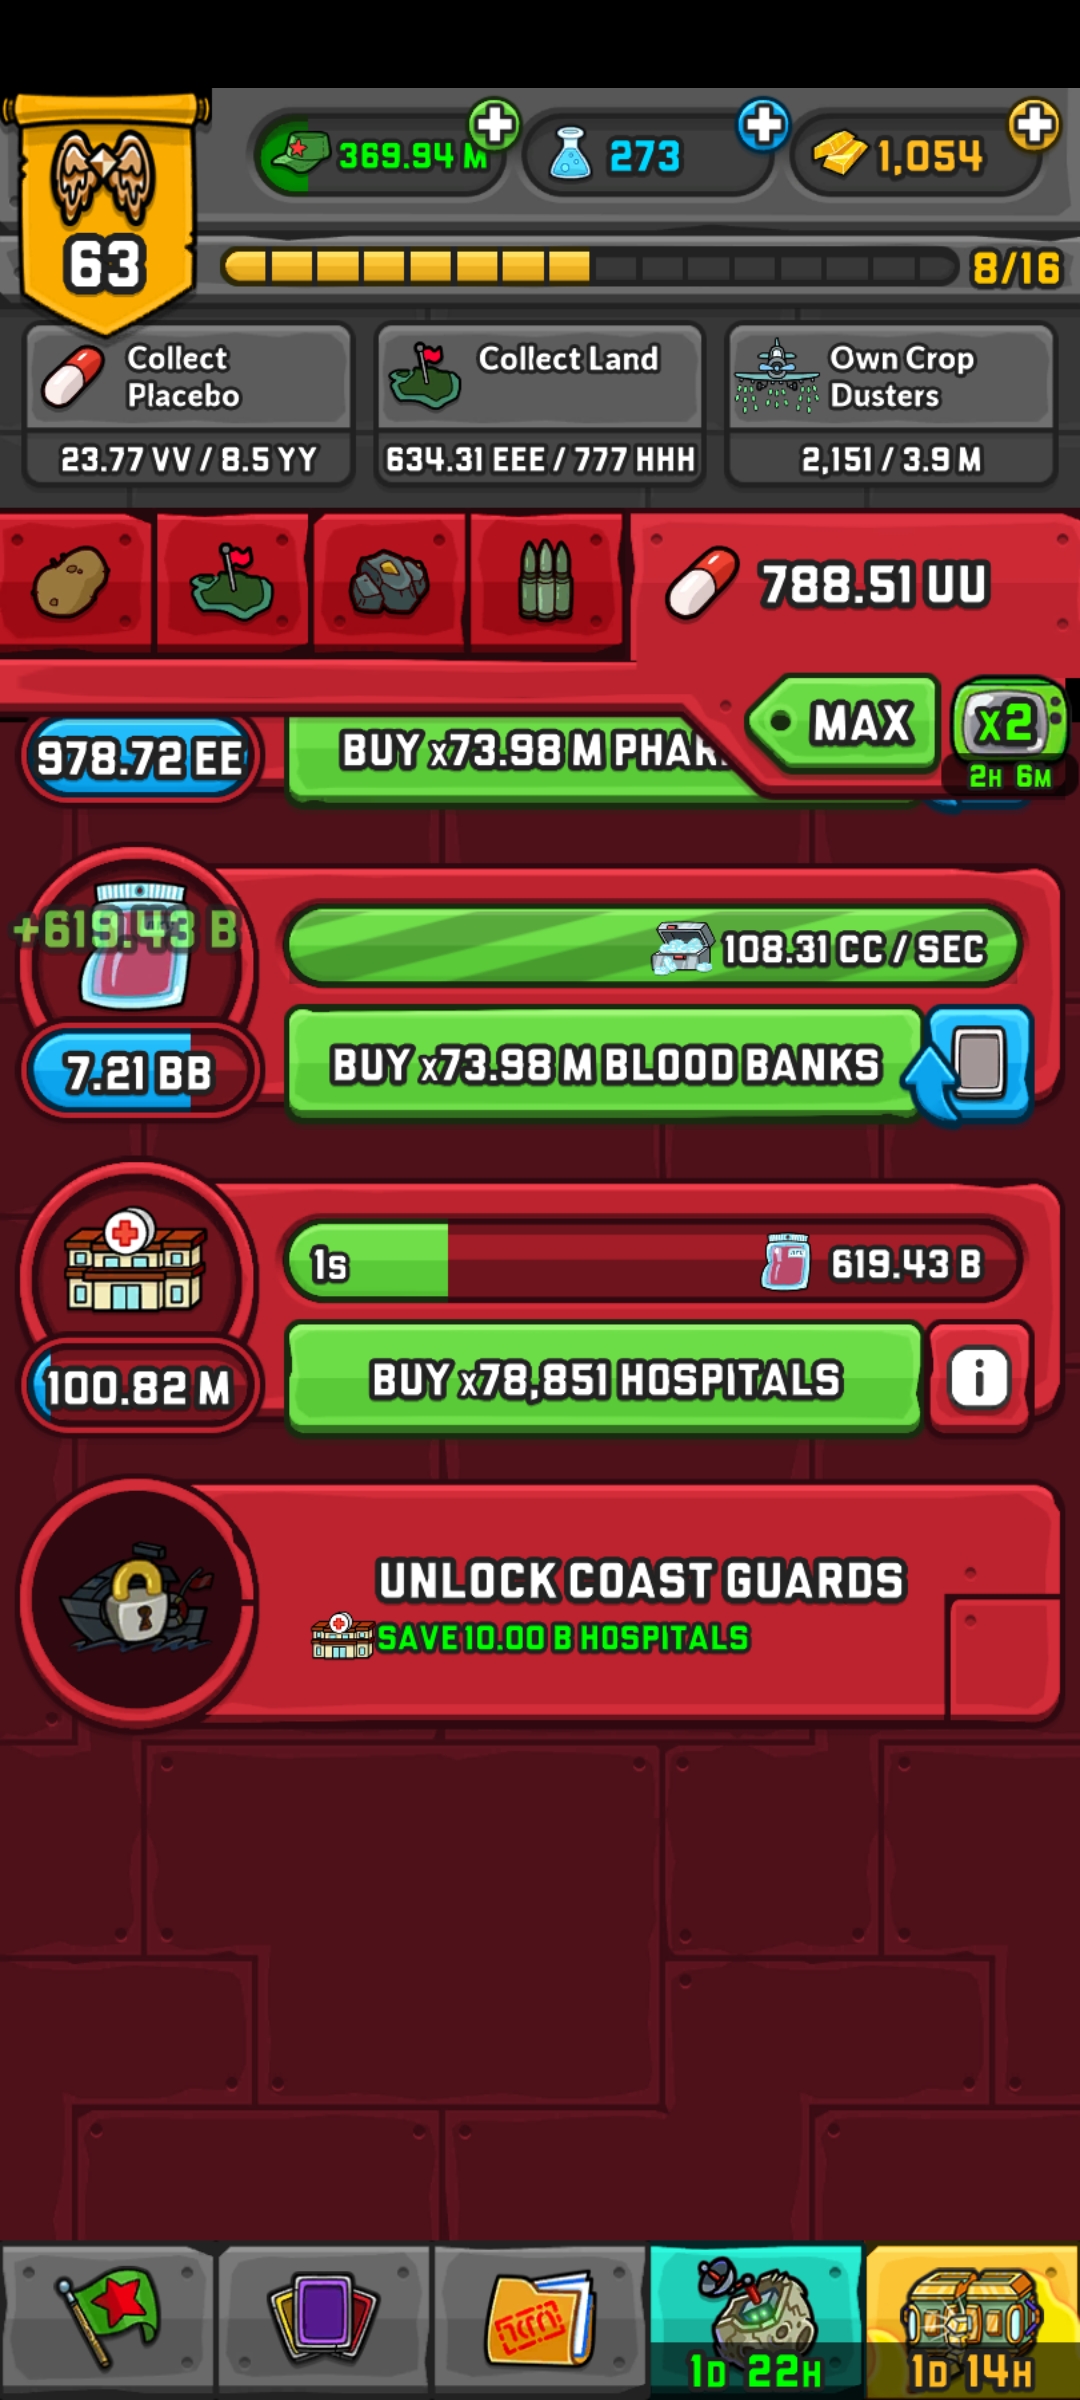 63
369.94 M
273
1,054
8/16
Collect
Placebo
23.77 VV / 8.5 YY
Collect Land
634.31 EEE / 777 HHH
Own Crop
Dusters
2,151 / 3.9 M
788.51 UU
MAX
X2
2H 6M
978.72 EE
BUY x73.98 M PHAR
+619.43 B
108.31 CC / SEC
7.21 BB
BUY x73.98 M BLOOD BANKS
1s
619.43 B
100.82 M
BUY x78,851 HOSPITALS
i
UNLOCK COAST GUARDS
SAVE 10.00 B HOSPITALS
1D 22H
1D 14H